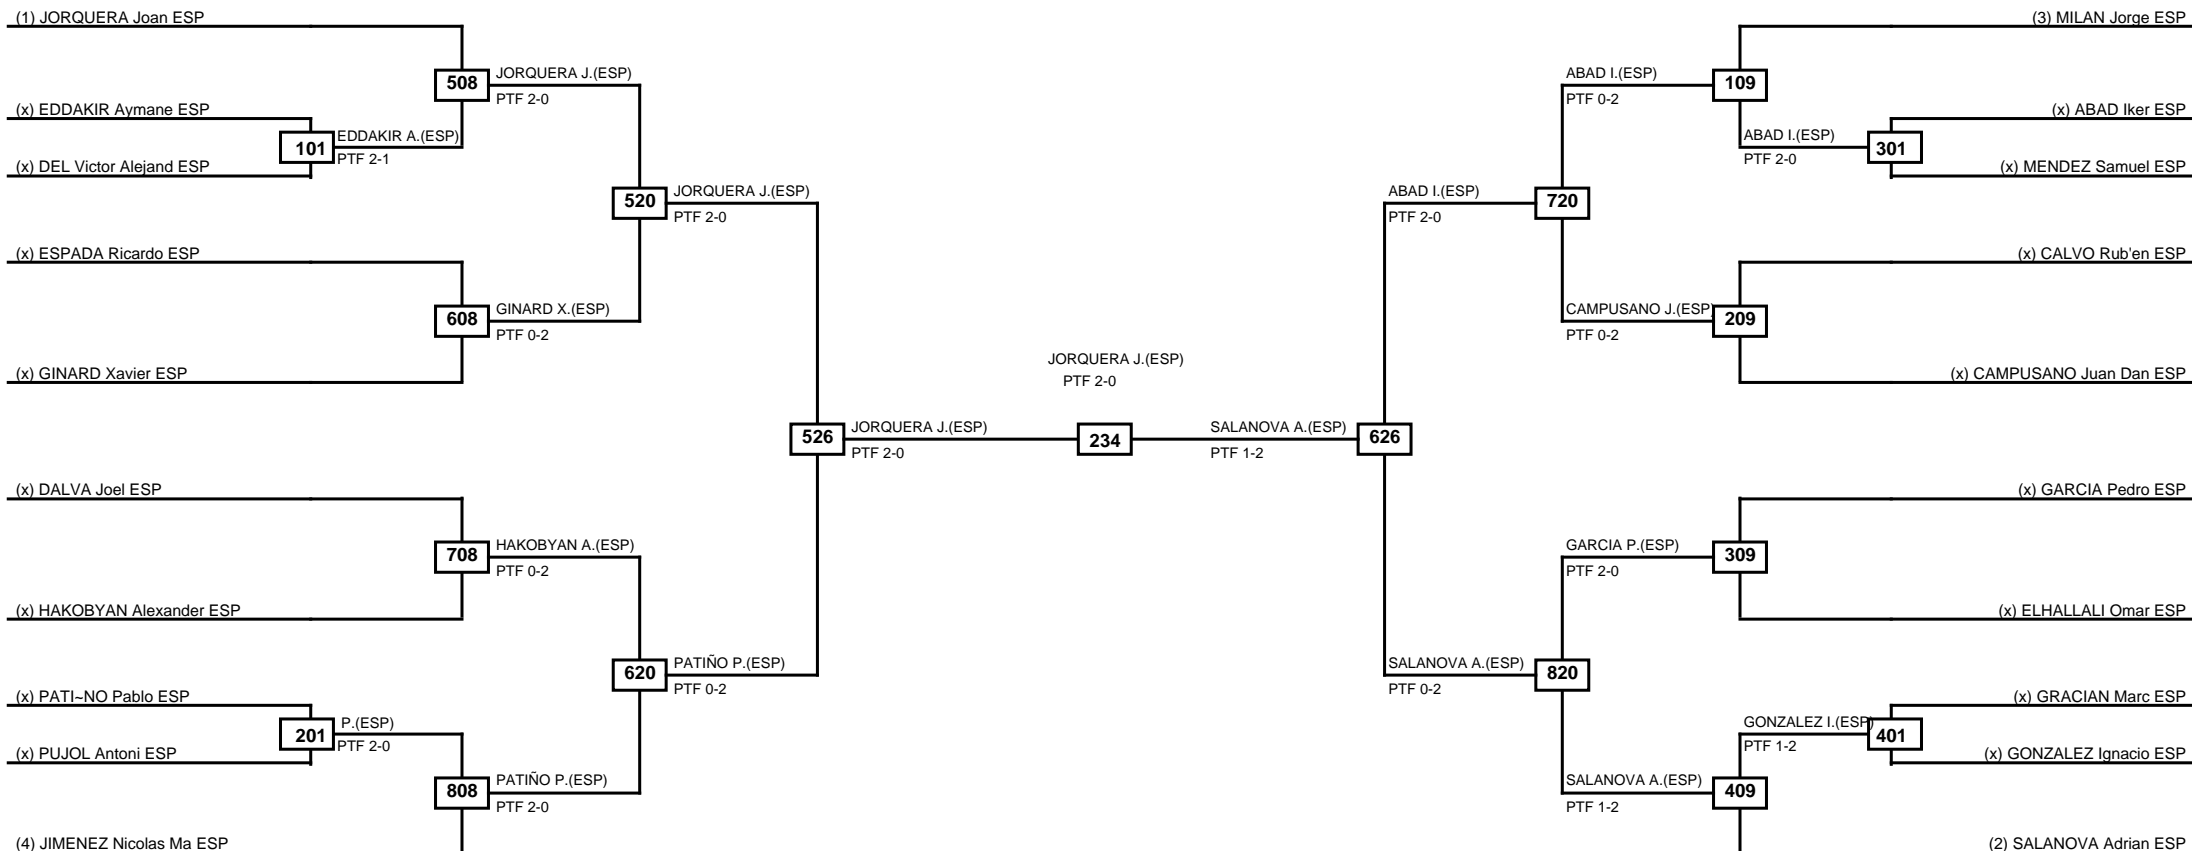 (1) JORQUERA Joan ESP
(x) EDDAKIR Aymane ESP
(x) DEL Victor Alejand ESP
(x) ESPADA Ricardo ESP
(x) GINARD Xavier ESP
(x) DALVA Joel ESP
(x) HAKOBYAN Alexander ESP
(x) PATI~NO Pablo ESP
(x) PUJOL Antoni ESP
(4) JIMENEZ Nicolas Ma ESP
101
EDDAKIR A.(ESP)
PTF 2-1
201
P.(ESP)
PTF 2-0
508
JORQUERA J.(ESP)
PTF 2-0
608
GINARD X.(ESP)
PTF 0-2
708
HAKOBYAN A.(ESP)
PTF 0-2
808
PATIÑO P.(ESP)
PTF 2-0
520
JORQUERA J.(ESP)
PTF 2-0
620
PATIÑO P.(ESP)
PTF 0-2
526
JORQUERA J.(ESP)
PTF 2-0
JORQUERA J.(ESP)
PTF 2-0
234
SALANOVA A.(ESP)
PTF 1-2
626
ABAD I.(ESP)
PTF 2-0
720
SALANOVA A.(ESP)
PTF 0-2
820
ABAD I.(ESP)
PTF 0-2
109
CAMPUSANO J.(ESP)
PTF 0-2
209
GARCIA P.(ESP)
PTF 2-0
309
SALANOVA A.(ESP)
PTF 1-2
409
ABAD I.(ESP)
PTF 2-0
301
GONZALEZ I.(ESP)
PTF 1-2
401
(3) MILAN Jorge ESP
(x) ABAD Iker ESP
(x) MENDEZ Samuel ESP
(x) CALVO Rub'en ESP
(x) CAMPUSANO Juan Dan ESP
(x) GARCIA Pedro ESP
(x) ELHALLALI Omar ESP
(x) GRACIAN Marc ESP
(x) GONZALEZ Ignacio ESP
(2) SALANOVA Adrian ESP